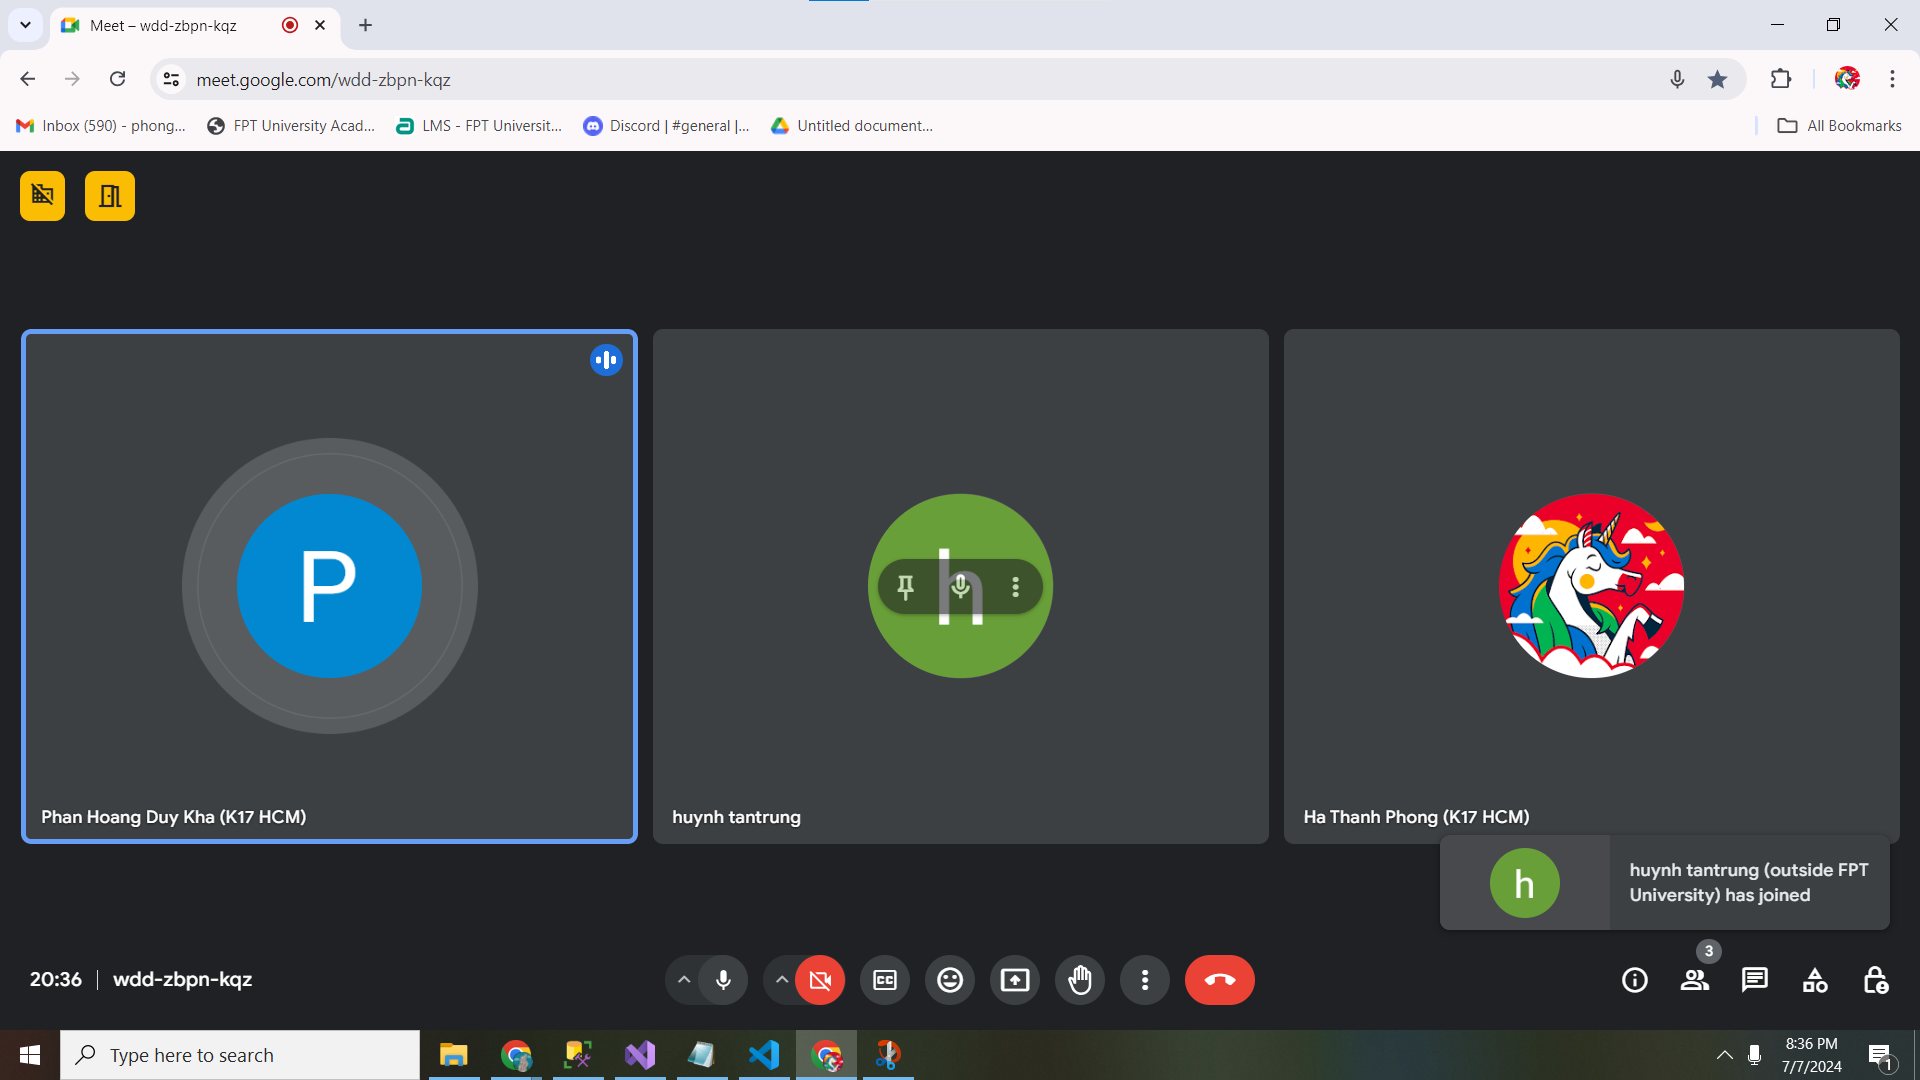 Meet – wdd-zbpn-kqz
meet.google.com/wdd-zbpn-kqz
Inbox (590) - phong...
FPT University Acad...
LMS - FPT Universit...
Discord | #general |...
Untitled document...
All Bookmarks
P
h
Phan Hoang Duy Kha (K17 HCM)
huynh tantrung
Ha Thanh Phong (K17 HCM)
h
huynh tantrung (outside FPT
University) has joined
20:36
wdd-zbpn-kqz
CC
3
Type here to search
8:36 PM
7/7/2024
1